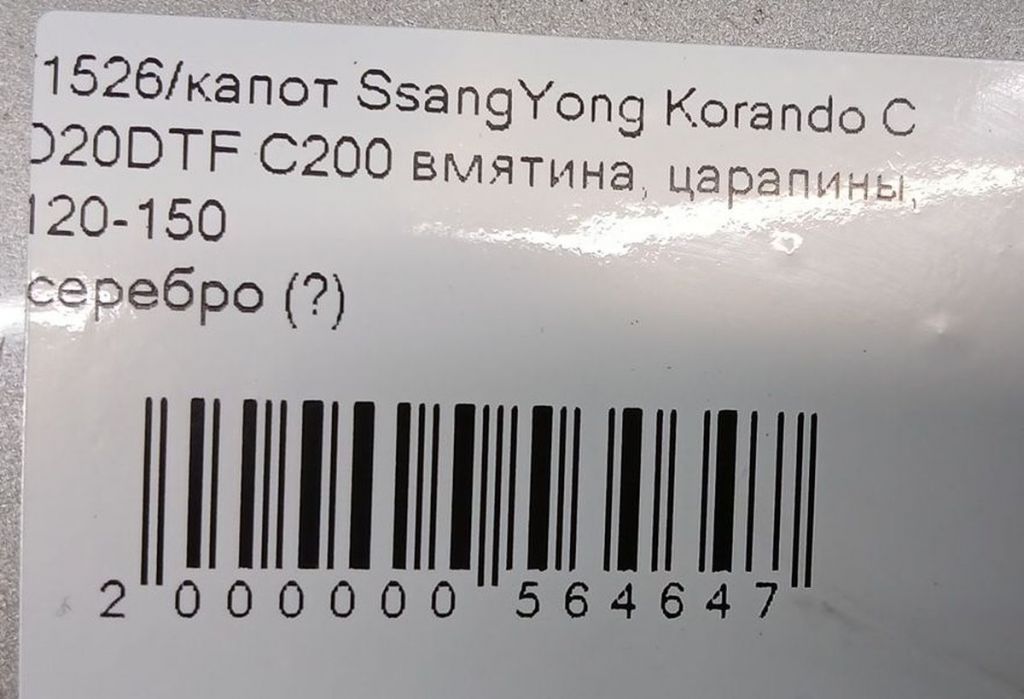 1526/капот SsangYong Korando C
D20DTF C200 вмятина, царапины,
120-150
серебро (?)
2 000000 564647